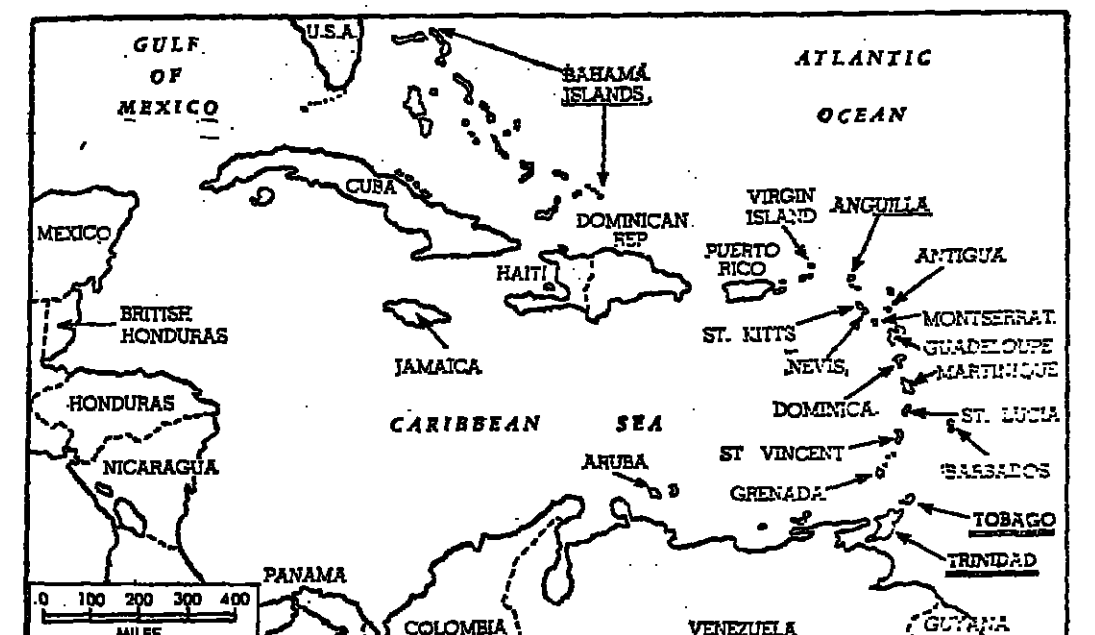 GULF
OF
MEXICO
U.S.A.
BAHAMA
ISLANDS
ATLANTIC
OCEAN
CUBA
MEXICO
VIRGIN
ISLAND
ANGUILLA
DOMINICAN
REP
PUERTO
RICO
ANTIGUA
HAITI
BRITISH
HONDURAS
JAMAICA
ST. KITTS
NEVIS
MONTSERRAT
GUADELOUPE
MARTINIQUE
HONDURAS
DOMINICA
ST. LUCIA
CARIBBEAN SEA
NICARAGUA
ARUBA
ST VINCENT
GRENADA
BARBADOS
TOBAGO
TRINIDAD
PANAMA
0 100 200 300 400
MILES
COLOMBIA
VENEZUELA
GUYANA